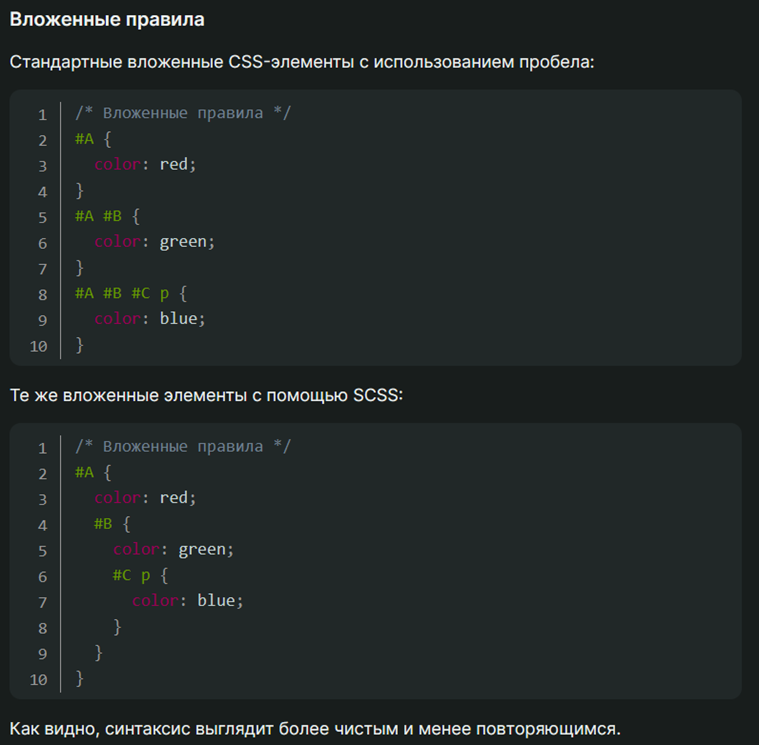 Вложенные правила
Стандартные вложенные CSS-элементы с использованием пробела:
1 /* Вложенные правила */
2 #A {
3   color: red;
4 }
5 #A #B {
6   color: green;
7 }
8 #A #B #C p {
9   color: blue;
10 }
Те же вложенные элементы с помощью SCSS:
1 /* Вложенные правила */
2 #A {
3   color: red;
4   #B {
5     color: green;
6     #C p {
7       color: blue;
8     }
9   }
10 }
Как видно, синтаксис выглядит более чистым и менее повторяющимся.